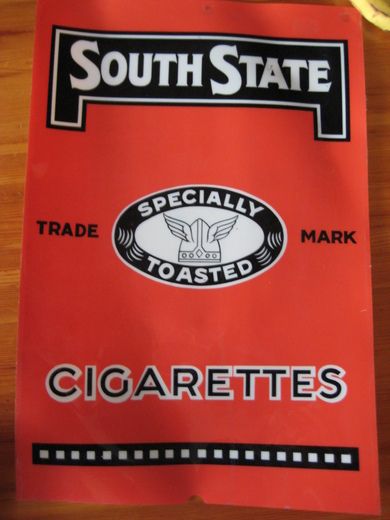 SOUTH STATE
SPECIALLY
TRADE MARK
TOASTED
CIGARETTES